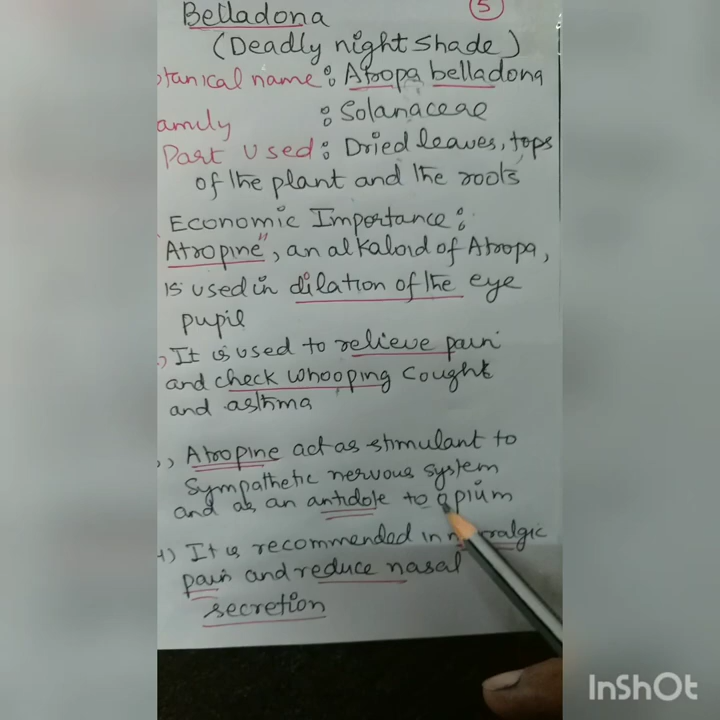 Belladona
5
(Deadly night shade)
otanical name : Atropa belladona
amily : Solanaceae
Part used : Dried leaves, tops
of the plant and the roots
Economic Importance :
Atropine", an alkaloid of Atropa,
is used in dilation of the eye
pupil
) It is used to relieve pain
and check whooping cought
and asthma
) Atropine act as stimulant to
sympathetic nervous system
and as an antidote to opium
4) It is recommended in
pain and reduce nasal
secretion
InShOt